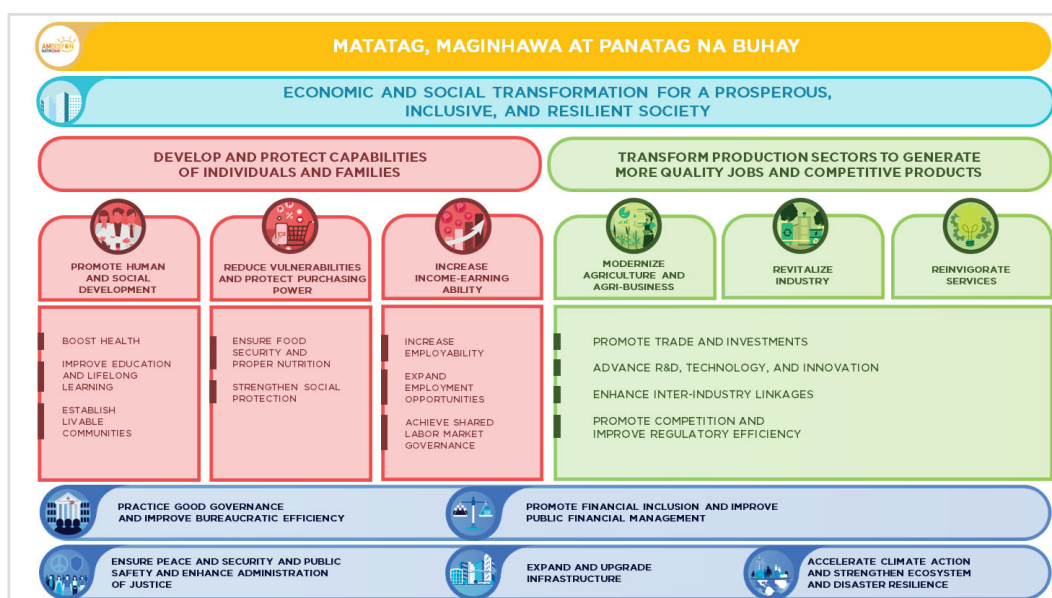 AMBISYON
MATATAG, MAGINHAWA AT PANATAG NA BUHAY
ECONOMIC AND SOCIAL TRANSFORMATION FOR A PROSPEROUS,
INCLUSIVE, AND RESILIENT SOCIETY
DEVELOP AND PROTECT CAPABILITIES
OF INDIVIDUALS AND FAMILIES
TRANSFORM PRODUCTION SECTORS TO GENERATE
MORE QUALITY JOBS AND COMPETITIVE PRODUCTS
PROMOTE HUMAN
AND SOCIAL
DEVELOPMENT
REDUCE VULNERABILITIES
AND PROTECT PURCHASING
POWER
INCREASE
INCOME-EARNING
ABILITY
MODERNIZE
AGRICULTURE AND
AGRI-BUSINESS
REVITALIZE
INDUSTRY
REINVIGORATE
SERVICES
BOOST HEALTH
IMPROVE EDUCATION
AND LIFELONG
LEARNING
ESTABLISH
LIVABLE
COMMUNITIES
ENSURE FOOD
SECURITY AND
PROPER NUTRITION
STRENGTHEN SOCIAL
PROTECTION
INCREASE
EMPLOYABILITY
EXPAND
EMPLOYMENT
OPPORTUNITIES
ACHIEVE SHARED
LABOR MARKET
GOVERNANCE
PROMOTE TRADE AND INVESTMENTS
ADVANCE R&D, TECHNOLOGY, AND INNOVATION
ENHANCE INTER-INDUSTRY LINKAGES
PROMOTE COMPETITION AND
IMPROVE REGULATORY EFFICIENCY
PRACTICE GOOD GOVERNANCE
AND IMPROVE BUREAUCRATIC EFFICIENCY
PROMOTE FINANCIAL INCLUSION AND IMPROVE
PUBLIC FINANCIAL MANAGEMENT
ENSURE PEACE AND SECURITY AND PUBLIC
SAFETY AND ENHANCE ADMINISTRATION
OF JUSTICE
EXPAND AND UPGRADE
INFRASTRUCTURE
ACCELERATE CLIMATE ACTION
AND STRENGTHEN ECOSYSTEM
AND DISASTER RESILIENCE